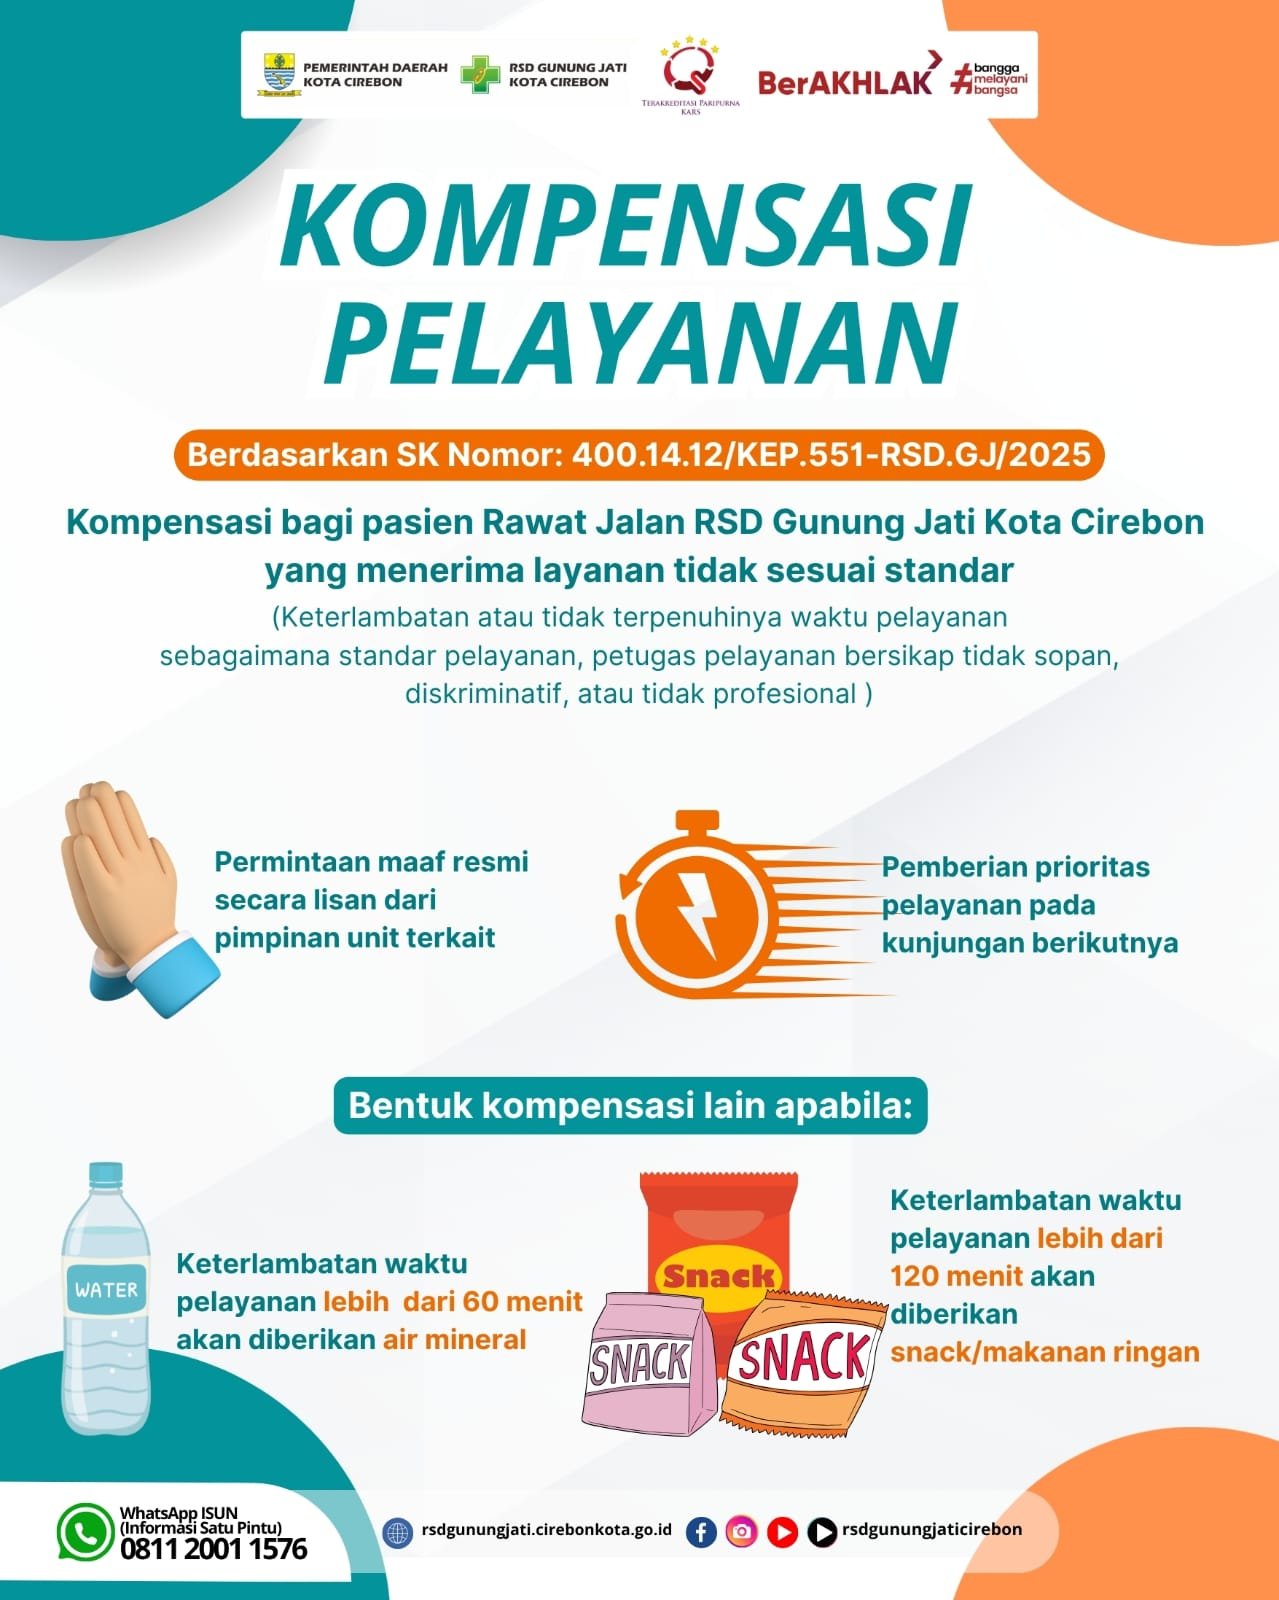 PEMERINTAH DAERAH
KOTA CIREBON
RSD GUNUNG JATI
KOTA CIREBON
TERAKREDITASI PARIPURNA
KARS
BerAKHLAK
#bangga
melayani
bangsa
KOMPENSASI
PELAYANAN
Berdasarkan SK Nomor: 400.14.12/KEP.551-RSD.GJ/2025
Kompensasi bagi pasien Rawat Jalan RSD Gunung Jati Kota Cirebon
yang menerima layanan tidak sesuai standar
(Keterlambatan atau tidak terpenuhinya waktu pelayanan
sebagaimana standar pelayanan, petugas pelayanan bersikap tidak sopan,
diskriminatif, atau tidak profesional )
Permintaan maaf resmi
secara lisan dari
pimpinan unit terkait
Pemberian prioritas
pelayanan pada
kunjungan berikutnya
Bentuk kompensasi lain apabila:
WATER
Keterlambatan waktu
pelayanan lebih dari 60 menit
akan diberikan air mineral
Snack
SNACK
SNACK
Keterlambatan waktu
pelayanan lebih dari
120 menit akan
diberikan
snack/makanan ringan
WhatsApp ISUN
(Informasi Satu Pintu)
0811 2001 1576
rsdgunungjati.cirebonkota.go.id
rsdgunungjaticirebon